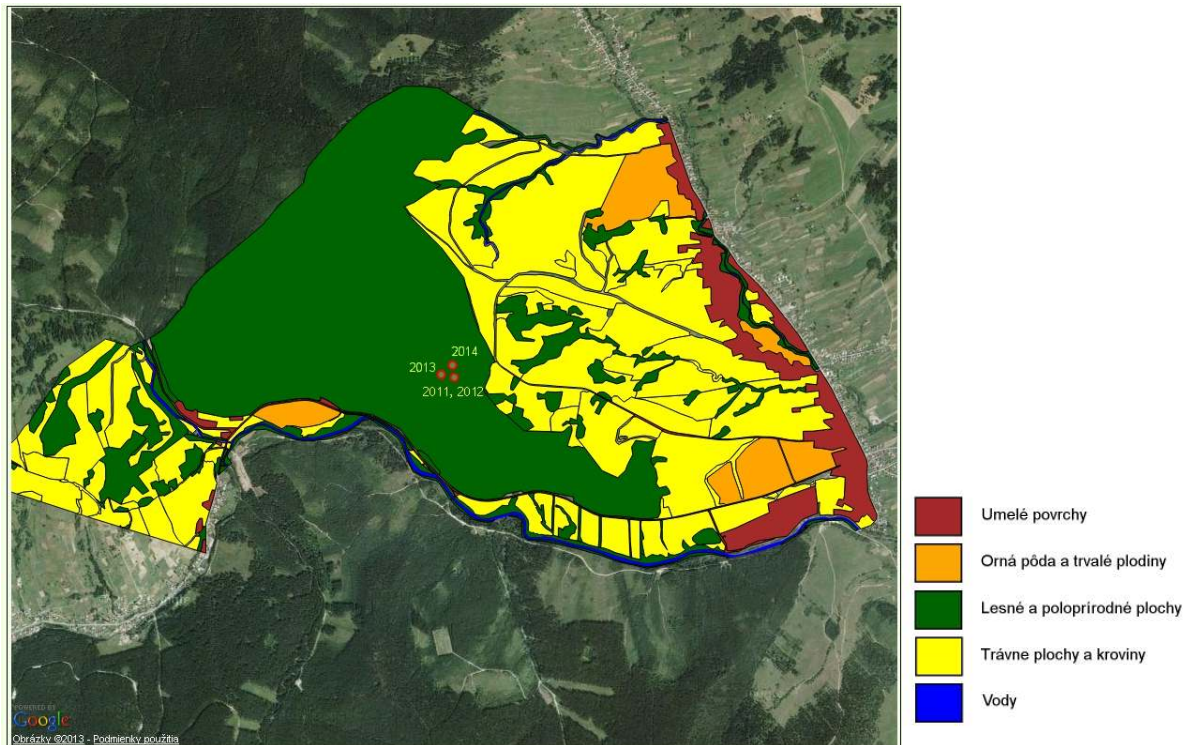 2014
2013
2011, 2012
Umelé povrchy
Orná pôda a trvalé plodiny
Lesné a poloprírodné plochy
Trávne plochy a kroviny
Vody
POWERED BY
Google
Obrázky ©2013 - Podmienky použitia